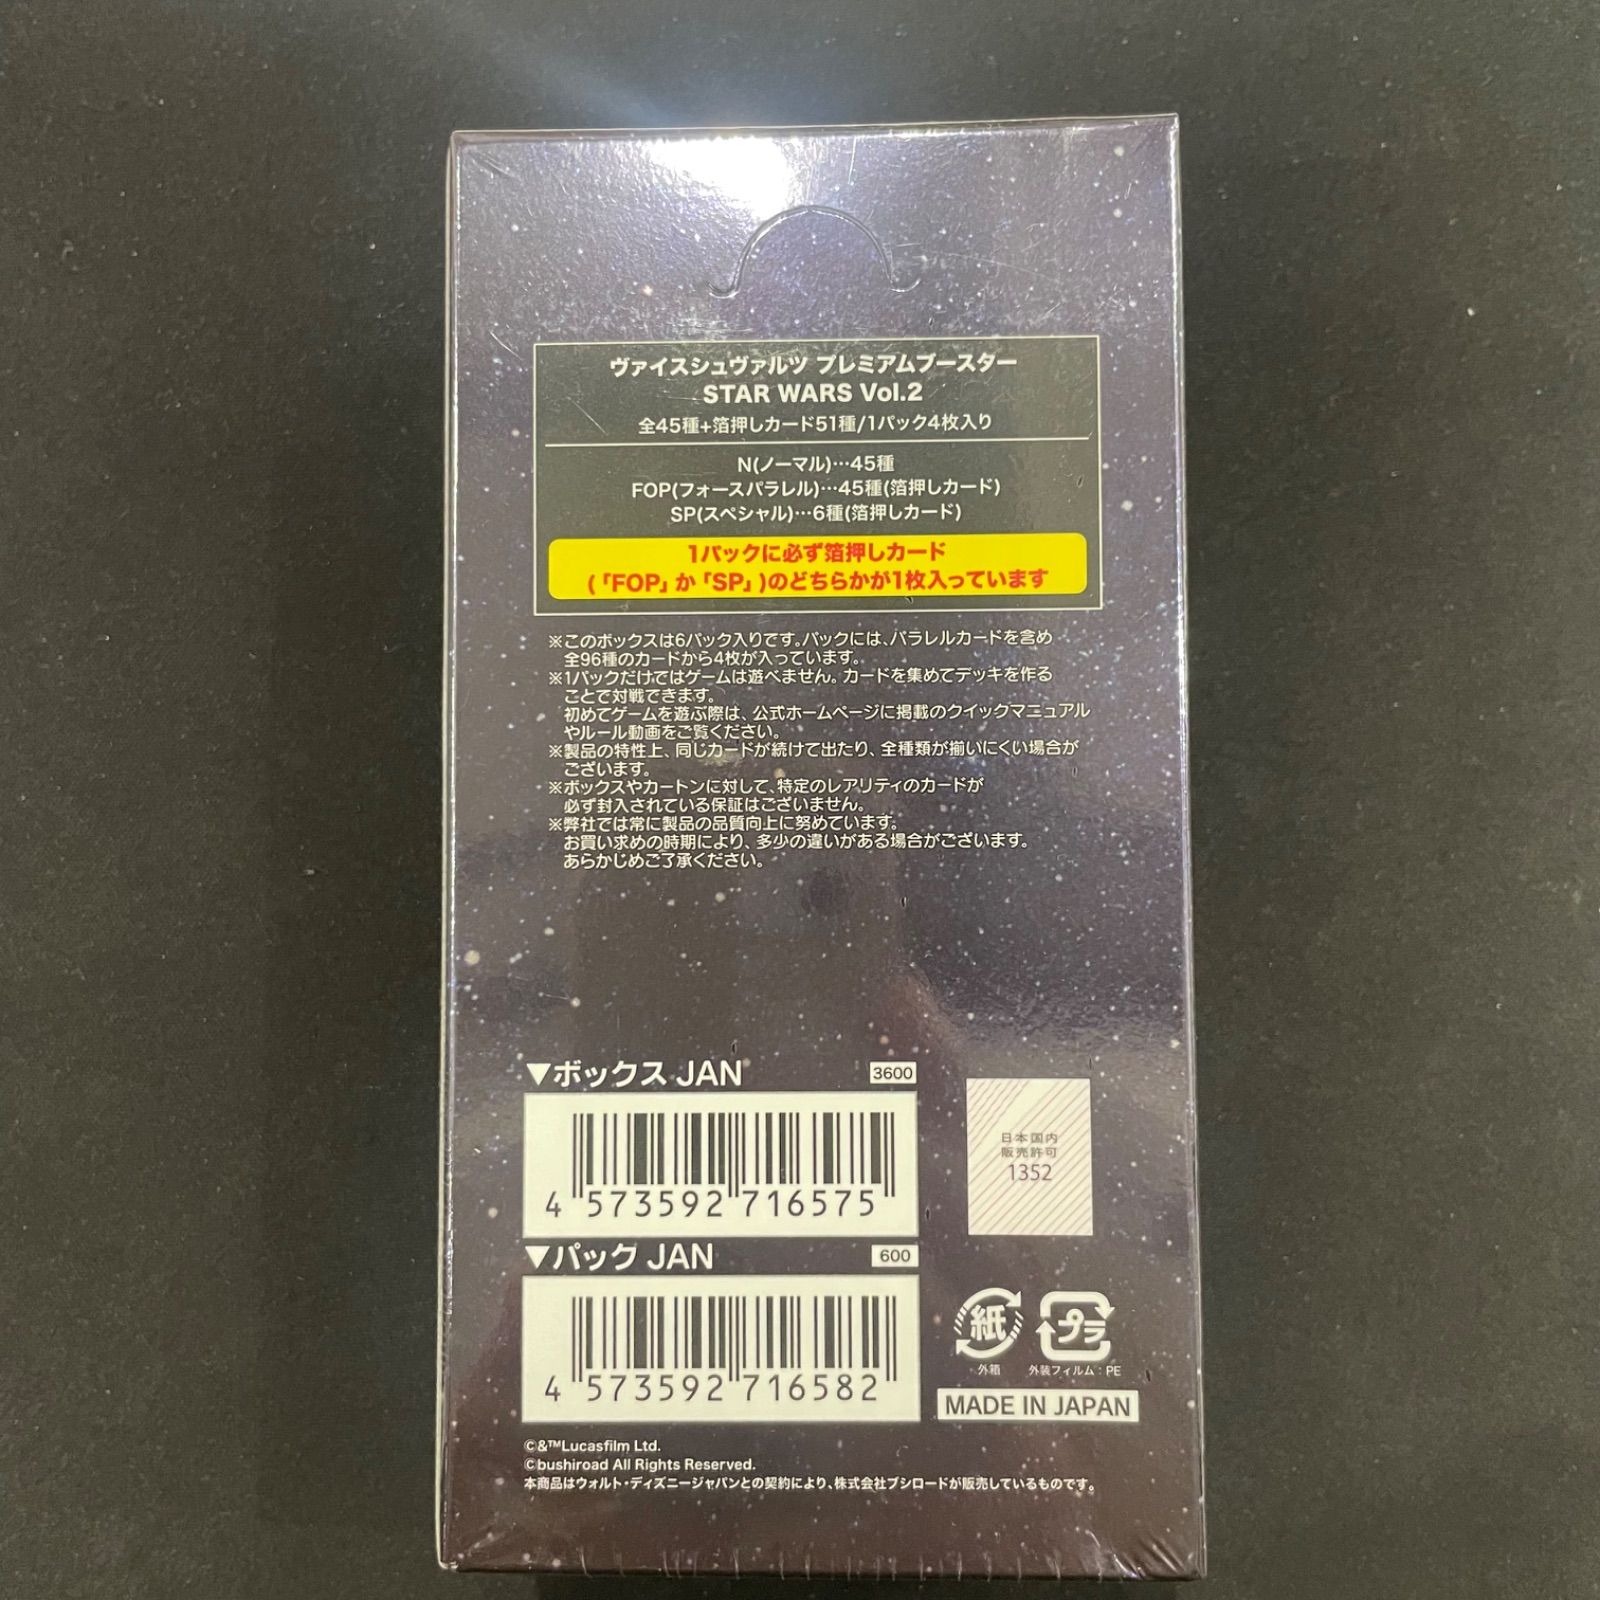 ヴァイスシュヴァルツ プレミアムブースター
STAR WARS Vol.2
全45種+箔押しカード51種/1パック4枚入り
N(ノーマル)…45種
FOP(フォースパラレル)…45種(箔押しカード)
SP(スペシャル)…6種(箔押しカード)
1パックに必ず箔押しカード
(「FOP」か「SP」)のどちらかが1枚入っています
※このボックスは6パック入りです。パックには、パラレルカードを含め
全96種のカードから4枚が入っています。
※1パックだけではゲームは遊べません。カードを集めてデッキを作る
ことで対戦できます。
初めてゲームを遊ぶ際は、公式ホームページに掲載のクイックマニュアル
やルール動画をご覧ください。
※製品の特性上、同じカードが続けて出たり、全種類が揃いにくい場合が
ございます。
※ボックスやカートンに対して、特定のレアリティのカードが
必ず封入されている保証はございません。
※弊社では常に製品の品質向上に努めています。
お買い求めの時期により、多少の違いがある場合がございます。
あらかじめご了承ください。
▼ボックス JAN 3600
4 573592 716575
日本国内
販売許可
1352
▼パック JAN 600
4 573592 716582
紙
外箱
プラ
外装フィルム:PE
MADE IN JAPAN
©&™Lucasfilm Ltd.
©bushiroad All Rights Reserved.
本商品はウォルト・ディズニー・ジャパンとの契約により、株式会社ブシロードが販売しているものです。